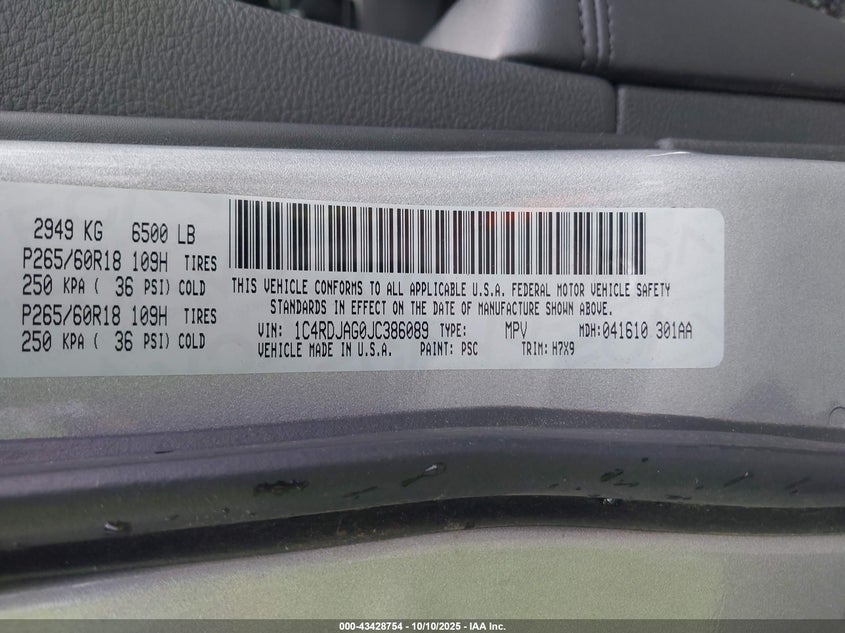 2949 KG 6500 LB
P265/60R18 109H TIRES
250 KPA ( 36 PSI) COLD
P265/60R18 109H TIRES
250 KPA ( 36 PSI) COLD
THIS VEHICLE CONFORMS TO ALL APPLICABLE U.S.A. FEDERAL MOTOR VEHICLE SAFETY
STANDARDS IN EFFECT ON THE DATE OF MANUFACTURE SHOWN ABOVE.
VIN: 1C4RDJAG0JC386089 TYPE: MPV MDH: 041610 301AA
VEHICLE MADE IN U.S.A. PAINT: PSC TRIM: H7X9
000-43428754 - 10/10/2025 - IAA Inc.